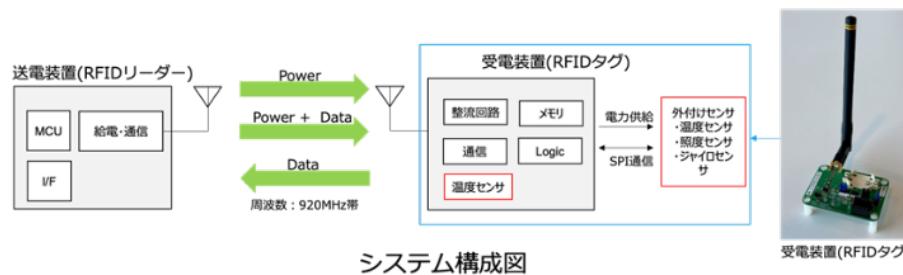 送電装置(RFIDリーダー)
MCU
給電・通信
I/F
Power
Power + Data
Data
周波数：920MHz帯
受電装置(RFIDタグ)
整流回路
メモリ
通信
Logic
温度センサ
電力供給
SPI通信
外付けセンサ
・温度センサ
・照度センサ
・ジャイロセン
サ
受電装置(RFIDタグ
システム構成図